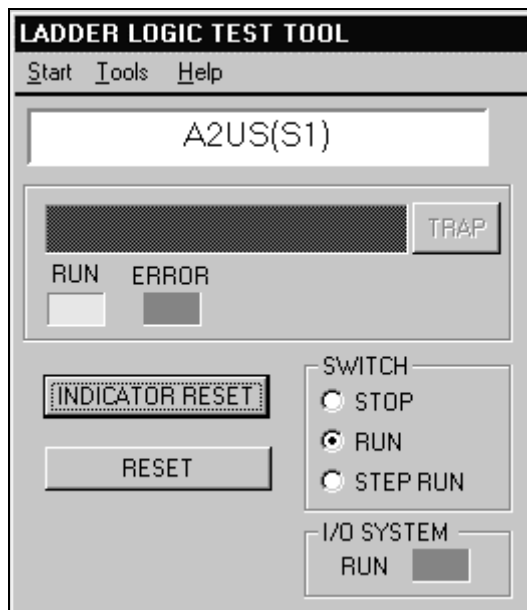 LADDER LOGIC TEST TOOL
Start Tools Help
A2US(S1)
TRAP
RUN ERROR
INDICATOR RESET
RESET
SWITCH
STOP
RUN
STEP RUN
I/O SYSTEM
RUN